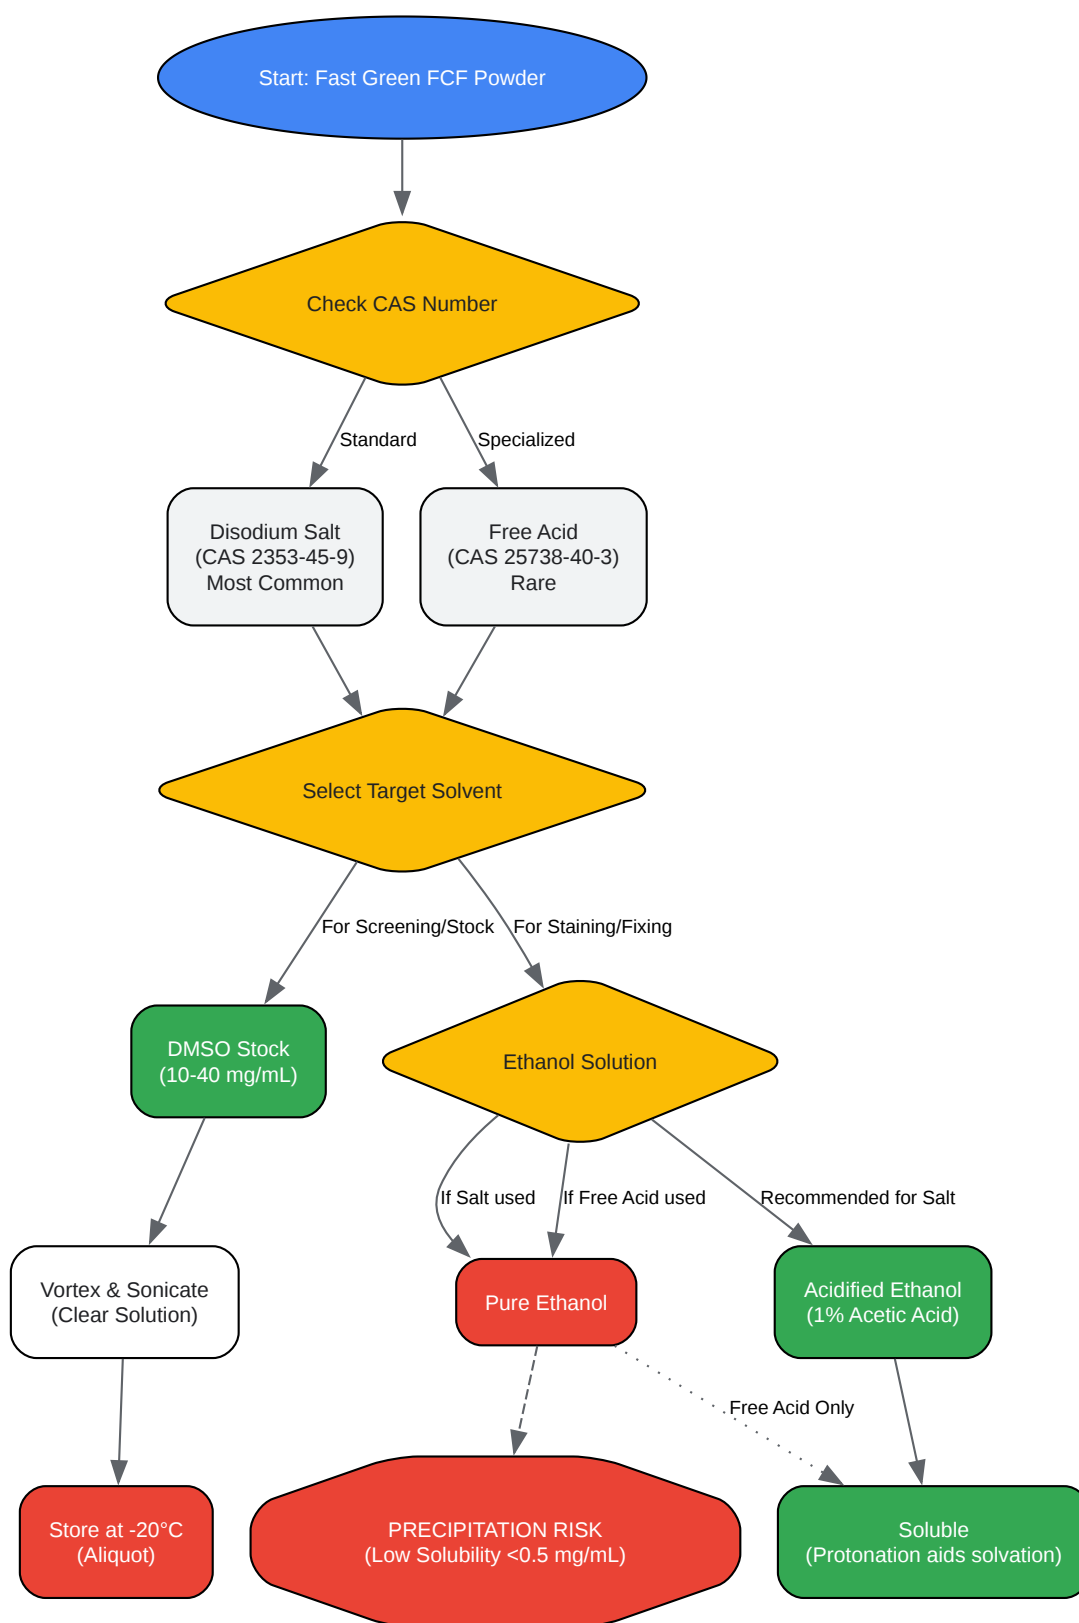 Start: Fast Green FCF Powder
Check CAS Number
Standard
Specialized
Disodium Salt
(CAS 2353-45-9)
Most Common
Free Acid
(CAS 25738-40-3)
Rare
Select Target Solvent
For Screening/Stock
For Staining/Fixing
DMSO Stock
(10-40 mg/mL)
Ethanol Solution
If Salt used
If Free Acid used
Recommended for Salt
Vortex & Sonicate
(Clear Solution)
Pure Ethanol
Acidified Ethanol
(1% Acetic Acid)
Free Acid Only
Store at -20°C
(Aliquot)
PRECIPITATION RISK
(Low Solubility <0.5 mg/mL)
Soluble
(Protonation aids solvation)